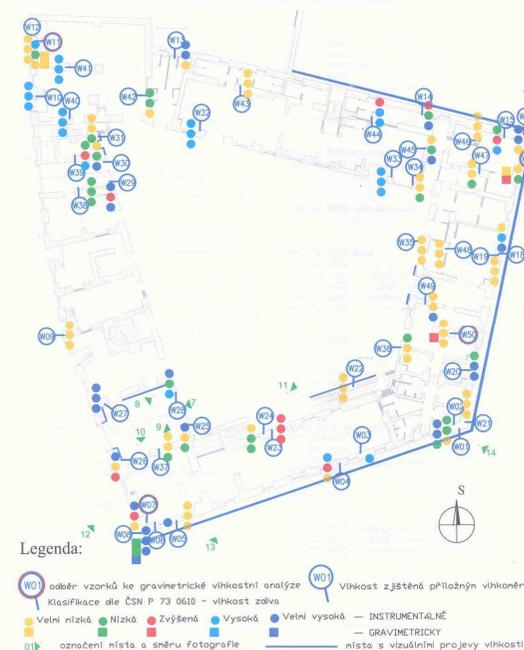 W12
W11
W41
W10
W40
W42
W13
W43
W32
W31
W30
W39
W29
W38
W14
W44
W45
W33
W34
W15
W46
W47
W35
W48
W19
W18
W49
W50
W36
W20
W09
W22
W27
W28
W25
W24
W23
W37
W26
W02
W21
W01
W03
W04
W07
W05
8
7
9
10
11
12
13
14
S
Legenda:
W01 odběr vzorků ke gravimetrické vlhkostní analýze
W01 Vlhkost zjištěná příložným vlhkoměr
Klasifikace dle ČSN P 73 0610 - vlhkost zdiva
Velmi nízká Nízká Zvýšená Vysoká Velmi vysoká — INSTRUMENTÁLNĚ
— GRAVIMETRICKY
01 označení místa a směru fotografie
místa s vizuální projevy vlhkosti